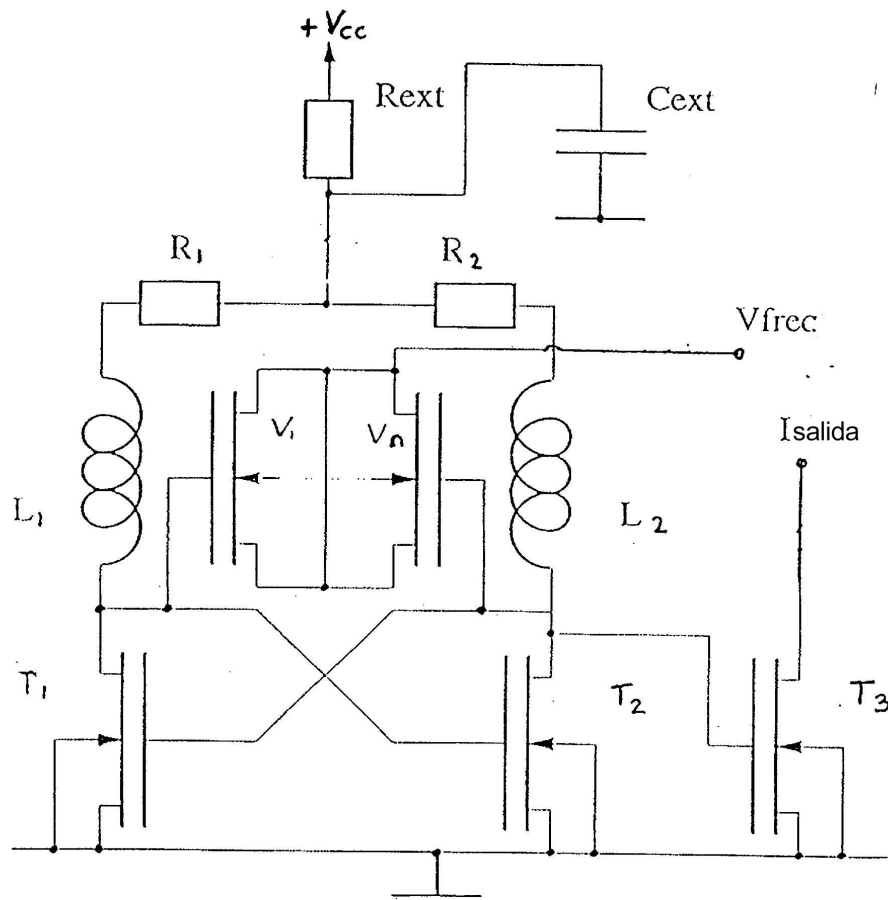 + Vcc
Rext
Cext
R1
R2
Vfrec
V1
Vn
Isalida
L1
L2
T1
T2
T3